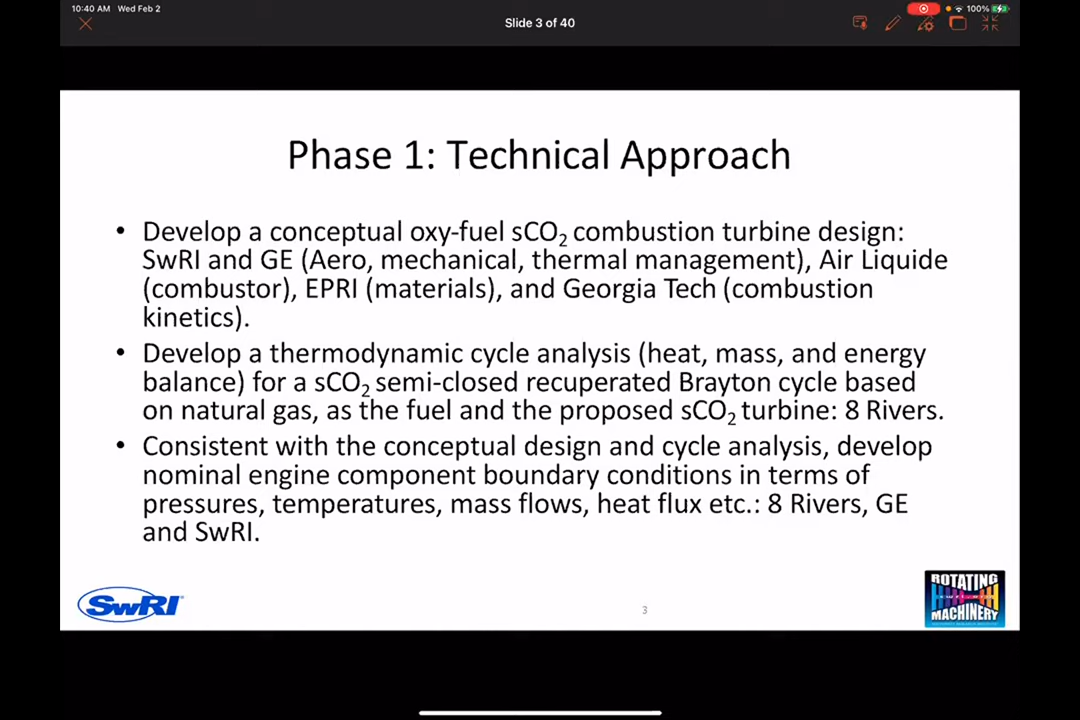 10:40 AM Wed Feb 2
Slide 3 of 40
100%
Phase 1: Technical Approach
• Develop a conceptual oxy-fuel sCO₂ combustion turbine design:
SwRI and GE (Aero, mechanical, thermal management), Air Liquide
(combustor), EPRI (materials), and Georgia Tech (combustion
kinetics).
• Develop a thermodynamic cycle analysis (heat, mass, and energy
balance) for a sCO₂ semi-closed recuperated Brayton cycle based
on natural gas, as the fuel and the proposed sCO₂ turbine: 8 Rivers.
• Consistent with the conceptual design and cycle analysis, develop
nominal engine component boundary conditions in terms of
pressures, temperatures, mass flows, heat flux etc.: 8 Rivers, GE
and SwRI.
SwRI
3
ROTATING
MACHINERY